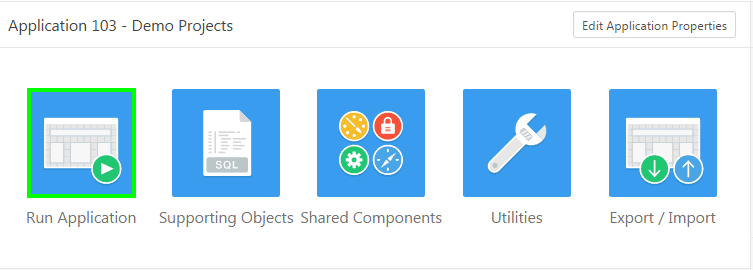 Application 103 - Demo Projects
Edit Application Properties
SQL
Run Application
Supporting Objects
Shared Components
Utilities
Export / Import